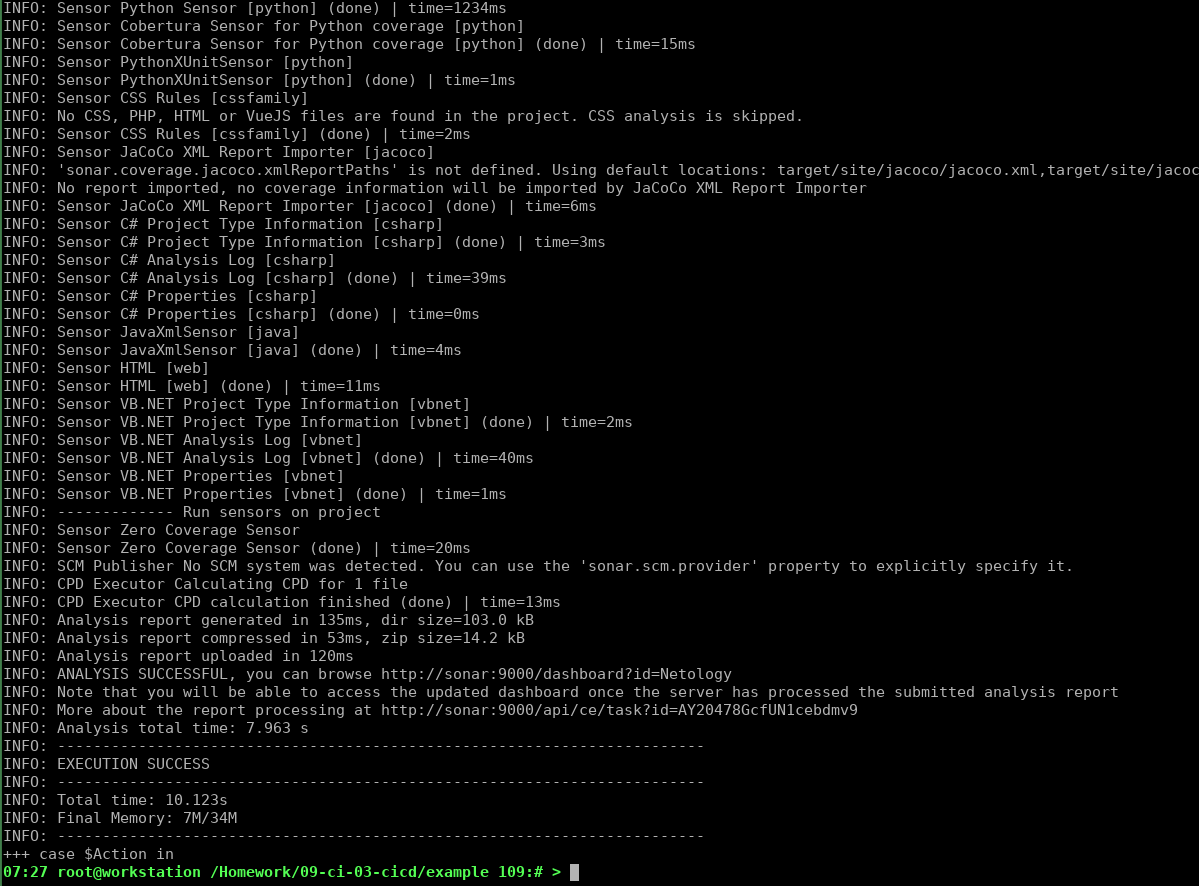 INFO: Sensor Python Sensor [python] (done) | time=1234ms
INFO: Sensor Cobertura Sensor for Python coverage [python]
INFO: Sensor Cobertura Sensor for Python coverage [python] (done) | time=15ms
INFO: Sensor PythonXUnitSensor [python]
INFO: Sensor PythonXUnitSensor [python] (done) | time=1ms
INFO: Sensor CSS Rules [cssfamily]
INFO: No CSS, PHP, HTML or VueJS files are found in the project. CSS analysis is skipped.
INFO: Sensor CSS Rules [cssfamily] (done) | time=2ms
INFO: Sensor JaCoCo XML Report Importer [jacoco]
INFO: 'sonar.coverage.jacoco.xmlReportPaths' is not defined. Using default locations: target/site/jacoco/jacoco.xml,target/site/jacoc
INFO: No report imported, no coverage information will be imported by JaCoCo XML Report Importer
INFO: Sensor JaCoCo XML Report Importer [jacoco] (done) | time=6ms
INFO: Sensor C# Project Type Information [csharp]
INFO: Sensor C# Project Type Information [csharp] (done) | time=3ms
INFO: Sensor C# Analysis Log [csharp]
INFO: Sensor C# Analysis Log [csharp] (done) | time=39ms
INFO: Sensor C# Properties [csharp]
INFO: Sensor C# Properties [csharp] (done) | time=0ms
INFO: Sensor JavaXmlSensor [java]
INFO: Sensor JavaXmlSensor [java] (done) | time=4ms
INFO: Sensor HTML [web]
INFO: Sensor HTML [web] (done) | time=11ms
INFO: Sensor VB.NET Project Type Information [vbnet]
INFO: Sensor VB.NET Project Type Information [vbnet] (done) | time=2ms
INFO: Sensor VB.NET Analysis Log [vbnet]
INFO: Sensor VB.NET Analysis Log [vbnet] (done) | time=40ms
INFO: Sensor VB.NET Properties [vbnet]
INFO: Sensor VB.NET Properties [vbnet] (done) | time=1ms
INFO: ------------- Run sensors on project
INFO: Sensor Zero Coverage Sensor
INFO: Sensor Zero Coverage Sensor (done) | time=20ms
INFO: SCM Publisher No SCM system was detected. You can use the 'sonar.scm.provider' property to explicitly specify it.
INFO: CPD Executor Calculating CPD for 1 file
INFO: CPD Executor CPD calculation finished (done) | time=13ms
INFO: Analysis report generated in 135ms, dir size=103.0 kB
INFO: Analysis report compressed in 53ms, zip size=14.2 kB
INFO: Analysis report uploaded in 120ms
INFO: ANALYSIS SUCCESSFUL, you can browse http://sonar:9000/dashboard?id=Netology
INFO: Note that you will be able to access the updated dashboard once the server has processed the submitted analysis report
INFO: More about the report processing at http://sonar:9000/api/ce/task?id=AY20478GcfUN1cebdmv9
INFO: Analysis total time: 7.963 s
INFO: ------------------------------------------------------------------------
INFO: EXECUTION SUCCESS
INFO: ------------------------------------------------------------------------
INFO: Total time: 10.123s
INFO: Final Memory: 7M/34M
INFO: ------------------------------------------------------------------------
+++ case $Action in
07:27 root@workstation /Homework/09-ci-03-cicd/example 109:# >